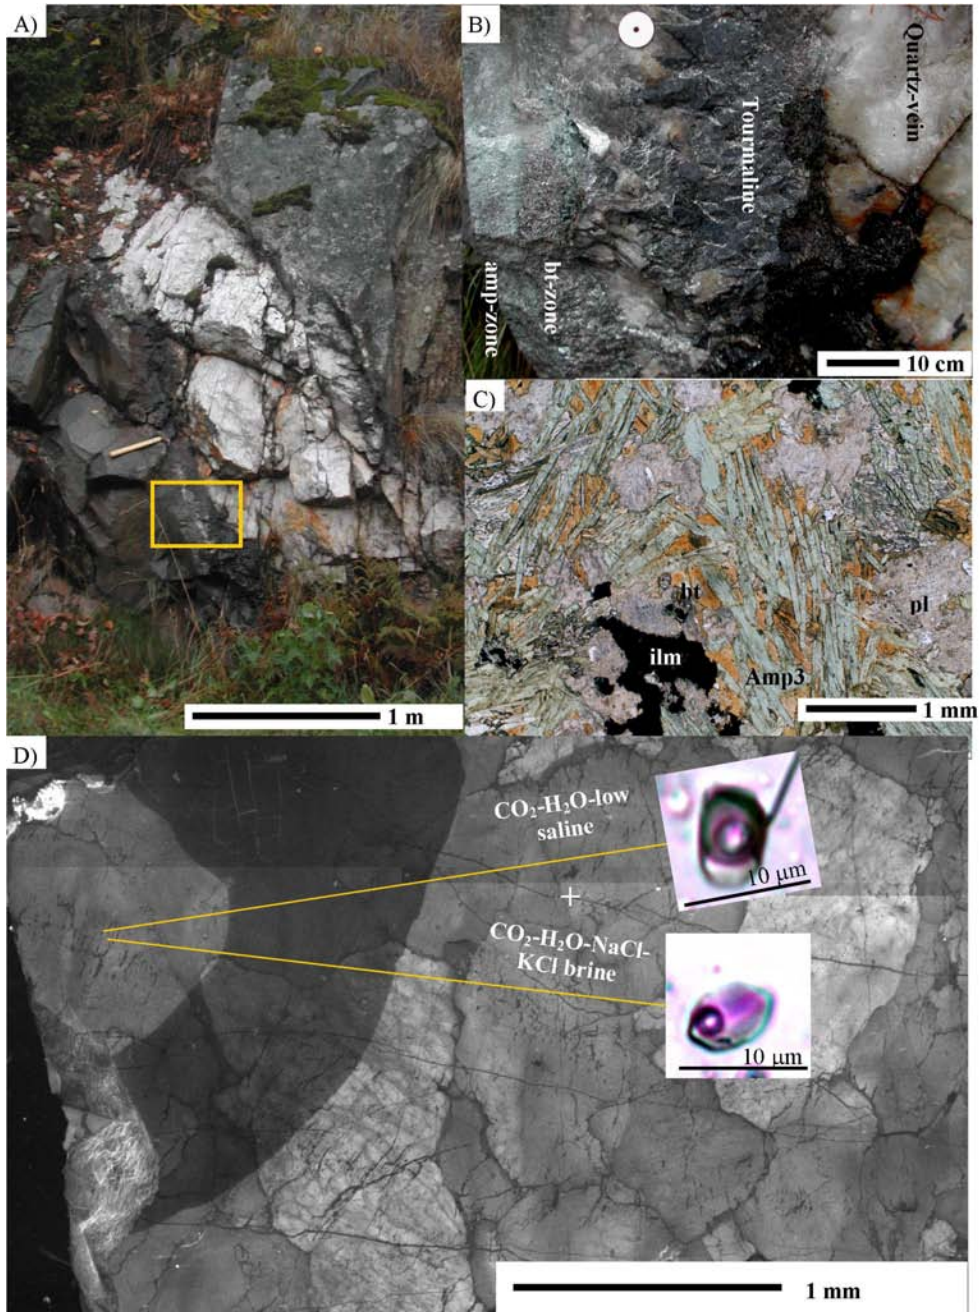 A)
1 m
B)
Quartz-vein
Tourmaline
bt-zone
amp-zone
10 cm
C)
bt
pl
ilm
Amp3
1 mm
D)
CO₂-H₂O-low
saline
10 µm
+
CO₂-H₂O-NaCl-
KCl brine
10 µm
1 mm